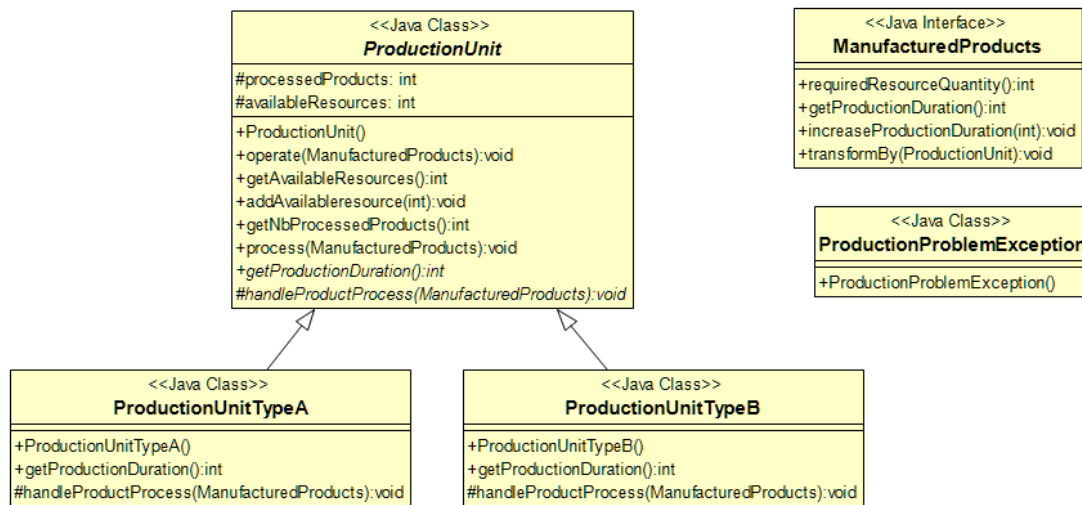 <<Java Class>>
ProductionUnit
#processedProducts: int
#availableResources: int
+ProductionUnit()
+operate(ManufacturedProducts):void
+getAvailableResources():int
+addAvailableresource(int):void
+getNbProcessedProducts():int
+process(ManufacturedProducts):void
+getProductionDuration():int
#handleProductProcess(ManufacturedProducts):void
<<Java Interface>>
ManufacturedProducts
+requiredResourceQuantity():int
+getProductionDuration():int
+increaseProductionDuration(int):void
+transformBy(ProductionUnit):void
<<Java Class>>
ProductionProblemException
+ProductionProblemException()
<<Java Class>>
ProductionUnitTypeA
+ProductionUnitTypeA()
+getProductionDuration():int
#handleProductProcess(ManufacturedProducts):void
<<Java Class>>
ProductionUnitTypeB
+ProductionUnitTypeB()
+getProductionDuration():int
#handleProductProcess(ManufacturedProducts):void